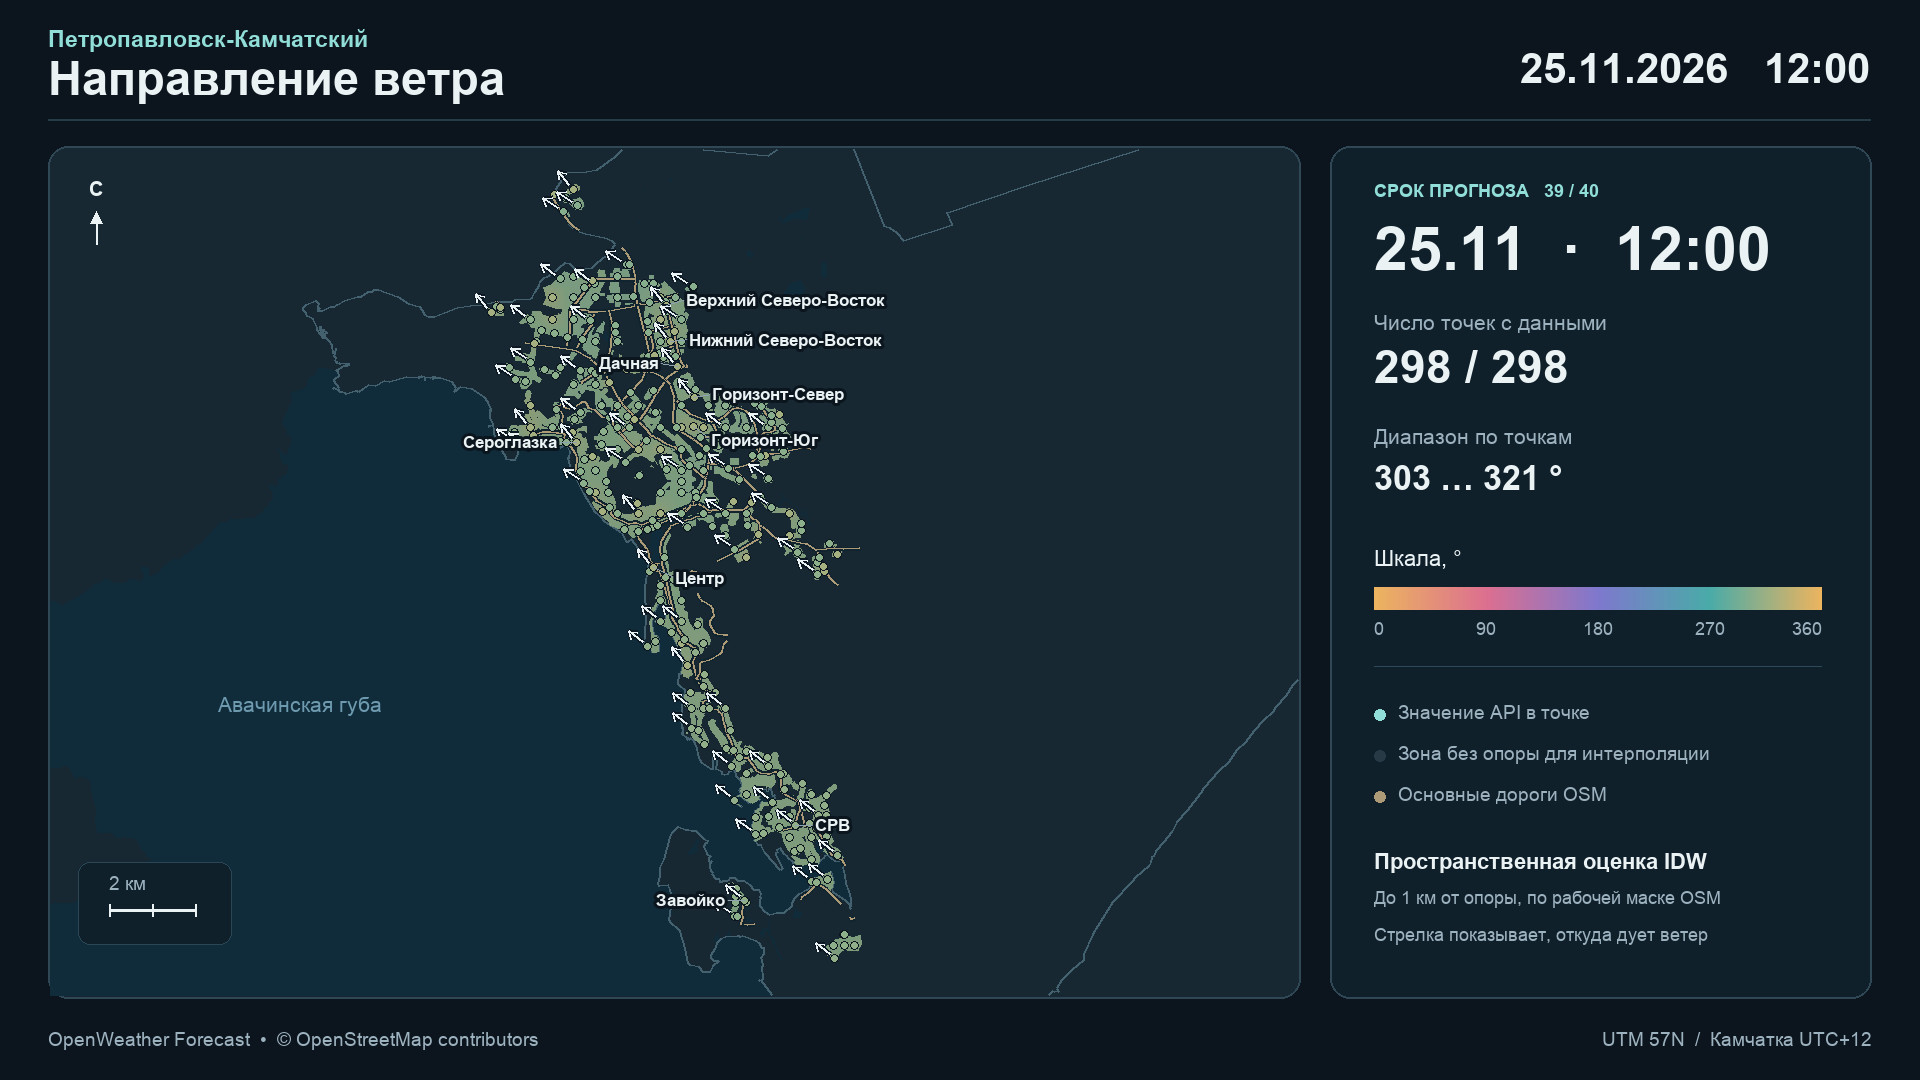 Петропавловск-Камчатский
Направление ветра
25.11.2026 12:00
С
Верхний Северо-Восток
Нижний Северо-Восток
Дачная
Горизонт-Север
Горизонт-Юг
Сероглазка
Центр
Авачинская губа
СРВ
Завойко
2 км
СРОК ПРОГНОЗА 39 / 40
25.11 · 12:00
Число точек с данными
298 / 298
Диапазон по точкам
303 ... 321 °
Шкала, °
0 90 180 270 360
Значение API в точке
Зона без опоры для интерполяции
Основные дороги OSM
Пространственная оценка IDW
До 1 км от опоры, по рабочей маске OSM
Стрелка показывает, откуда дует ветер
OpenWeather Forecast • © OpenStreetMap contributors
UTM 57N / Камчатка UTC+12